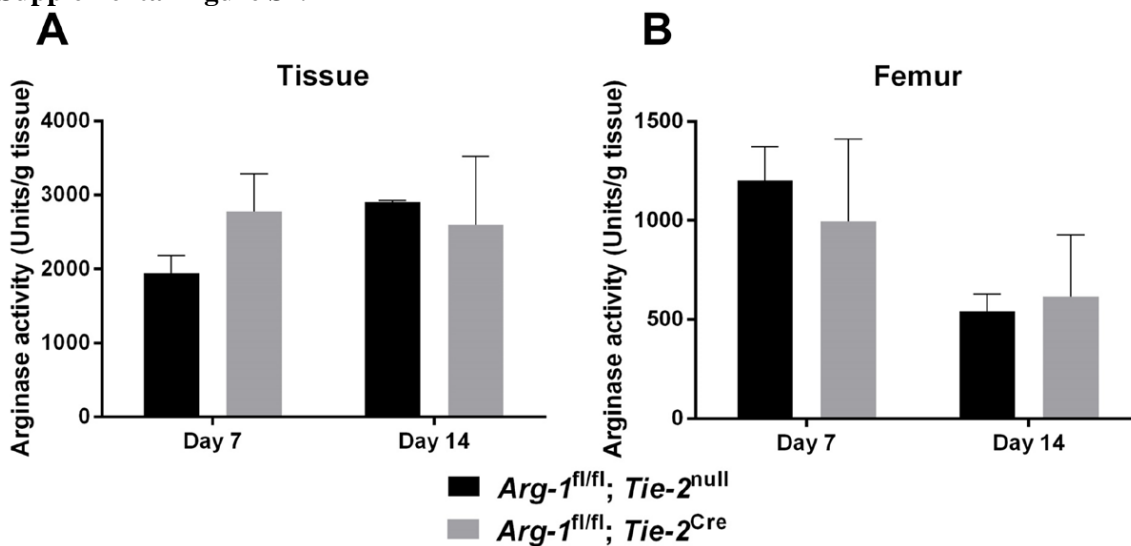 A
Tissue
Arginase activity (Units/g tissue)
4000
3000
2000
1000
0
Day 7 Day 14
B
Femur
Arginase activity (Units/g tissue)
1500
1000
500
0
Day 7 Day 14
Arg-1fl/fl; Tie-2null
Arg-1fl/fl; Tie-2Cre